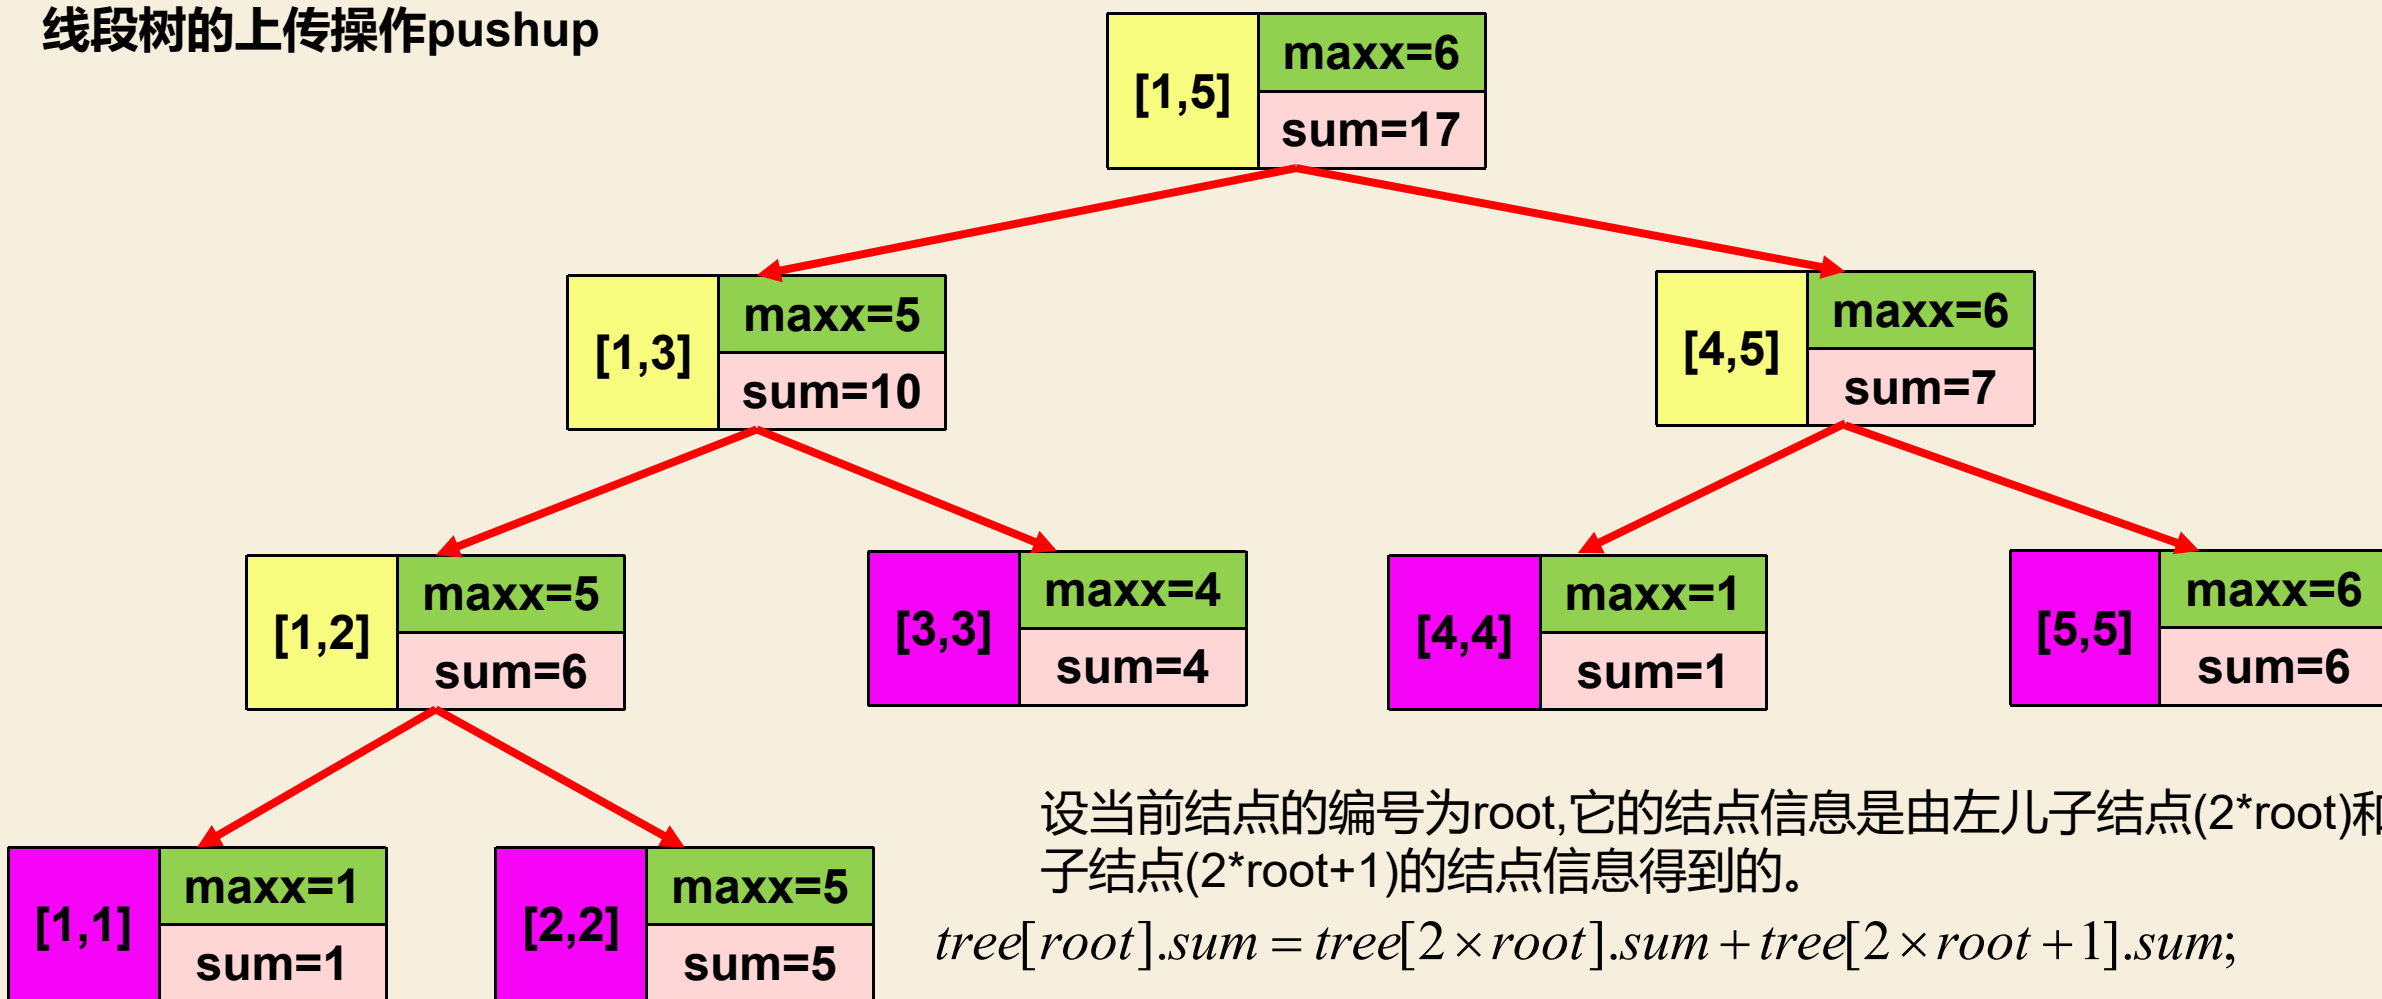 线段树的上传操作pushup
[1,5]
maxx=6
sum=17
[1,3]
maxx=5
sum=10
[4,5]
maxx=6
sum=7
[1,2]
maxx=5
sum=6
[3,3]
maxx=4
sum=4
[4,4]
maxx=1
sum=1
[5,5]
maxx=6
sum=6
[1,1]
maxx=1
sum=1
[2,2]
maxx=5
sum=5
设当前结点的编号为root,它的结点信息是由左儿子结点(2*root)和
子结点(2*root+1)的结点信息得到的。
tree[root].sum = tree[2×root].sum + tree[2×root+1].sum;